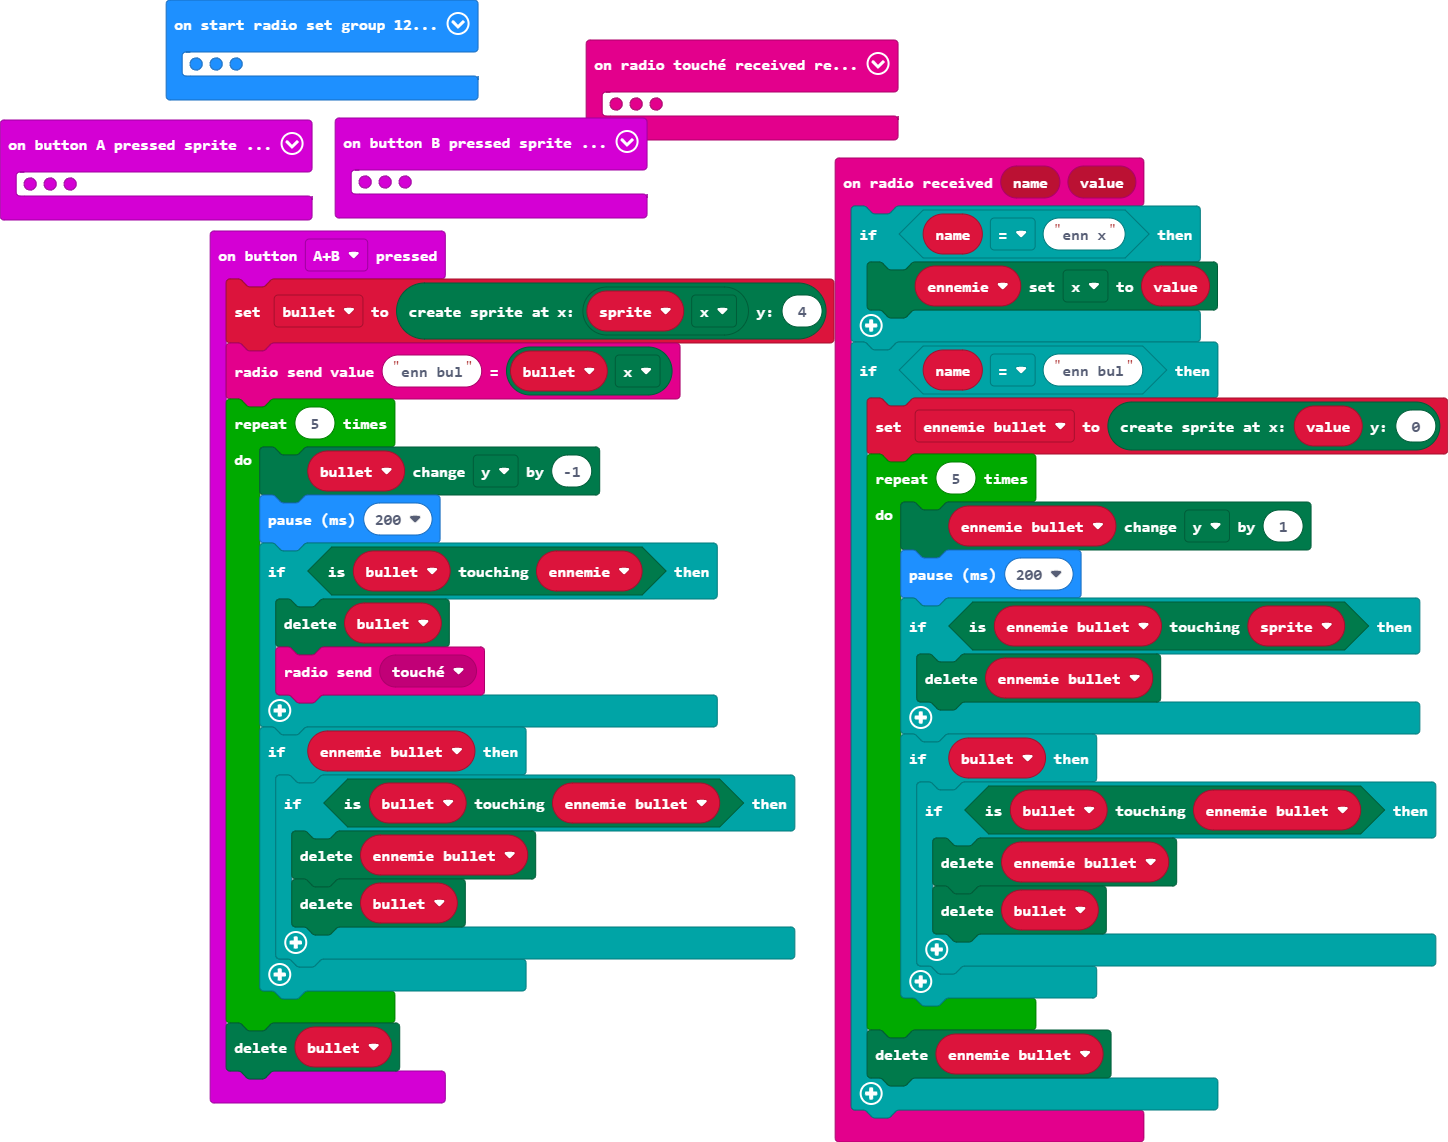 on start radio set group 12...
on radio touché received re...
on button A pressed sprite ...
on button B pressed sprite ...
on button A+B pressed
set bullet to create sprite at x: sprite x y: 4
radio send value "enn bul" = bullet x
repeat 5 times
do
bullet change y by -1
pause (ms) 200
if is bullet touching ennemie then
delete bullet
radio send touché
if ennemie bullet then
if is bullet touching ennemie bullet then
delete ennemie bullet
delete bullet
delete bullet
on radio received name value
if name = "enn x" then
ennemie set x to value
if name = "enn bul" then
set ennemie bullet to create sprite at x: value y: 0
repeat 5 times
do
ennemie bullet change y by 1
pause (ms) 200
if is ennemie bullet touching sprite then
delete ennemie bullet
if bullet then
if is bullet touching ennemie bullet then
delete ennemie bullet
delete bullet
delete ennemie bullet